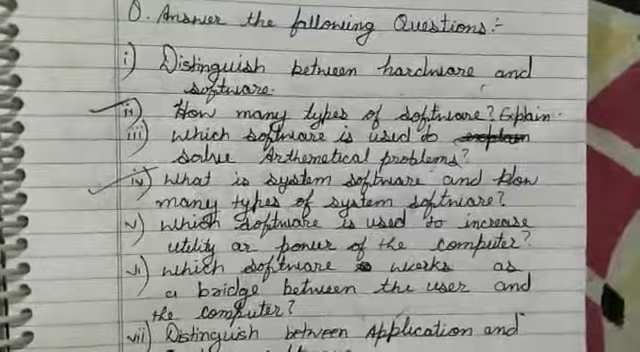 Q. Answer the following Questions:-
i) Distinguish between hardware and
software.
ii) How many types of software? Explain.
iii) Which software is used to
solve Arthemetical problems?
iv) What is system software and How
many types of system software?
v) Which software is used to increase
utility or power of the computer?
vi) Which software works as
a bridge between the user and
the computer?
vii) Distinguish between Application and